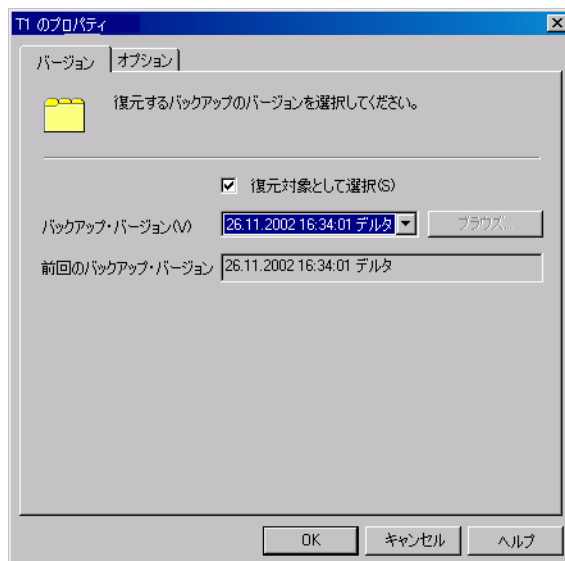 T1 のプロパティ
バージョン オプション
復元するバックアップのバージョンを選択してください。
復元対象として選択(S)
バックアップ・バージョン(V) 26.11.2002 16:34:01 デルタ ブラウズ...
前回のバックアップ・バージョン 26.11.2002 16:34:01 デルタ
OK キャンセル ヘルプ